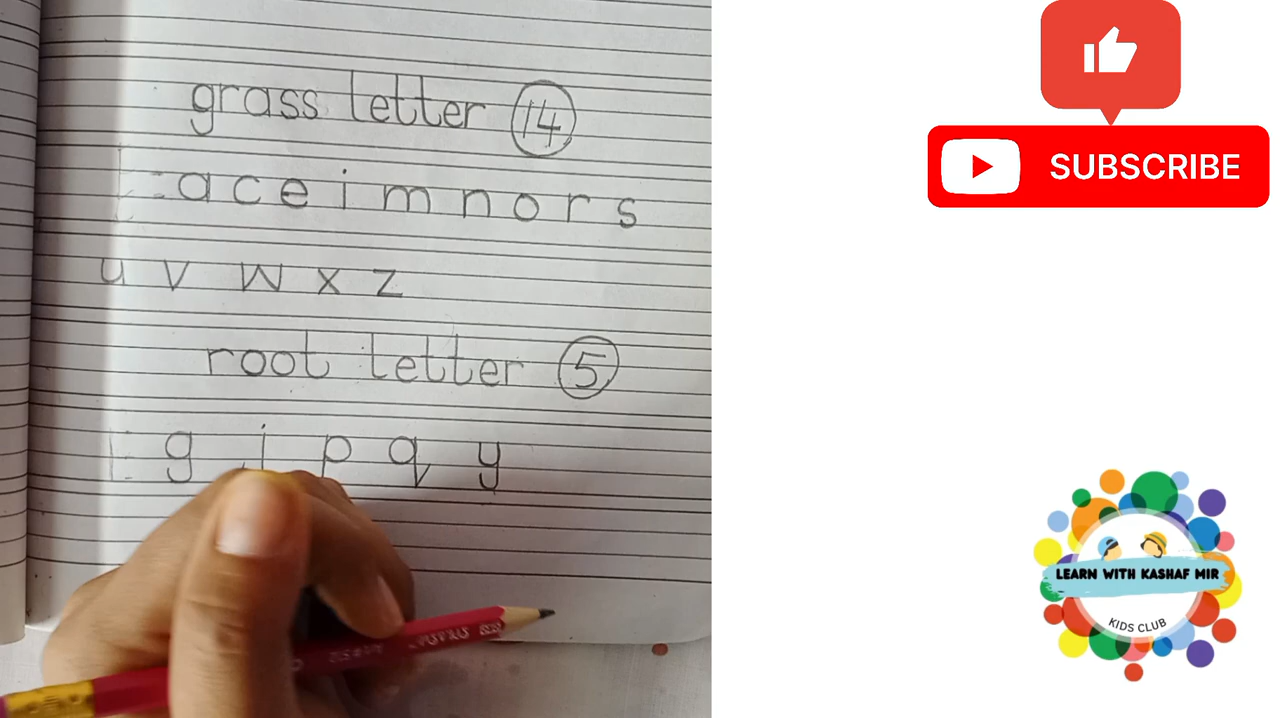 grass letter 14
a c e i m n o r s
u v w x z
root letter 5
g j p q y
SUBSCRIBE
LEARN WITH KASHAF MIR
KIDS CLUB